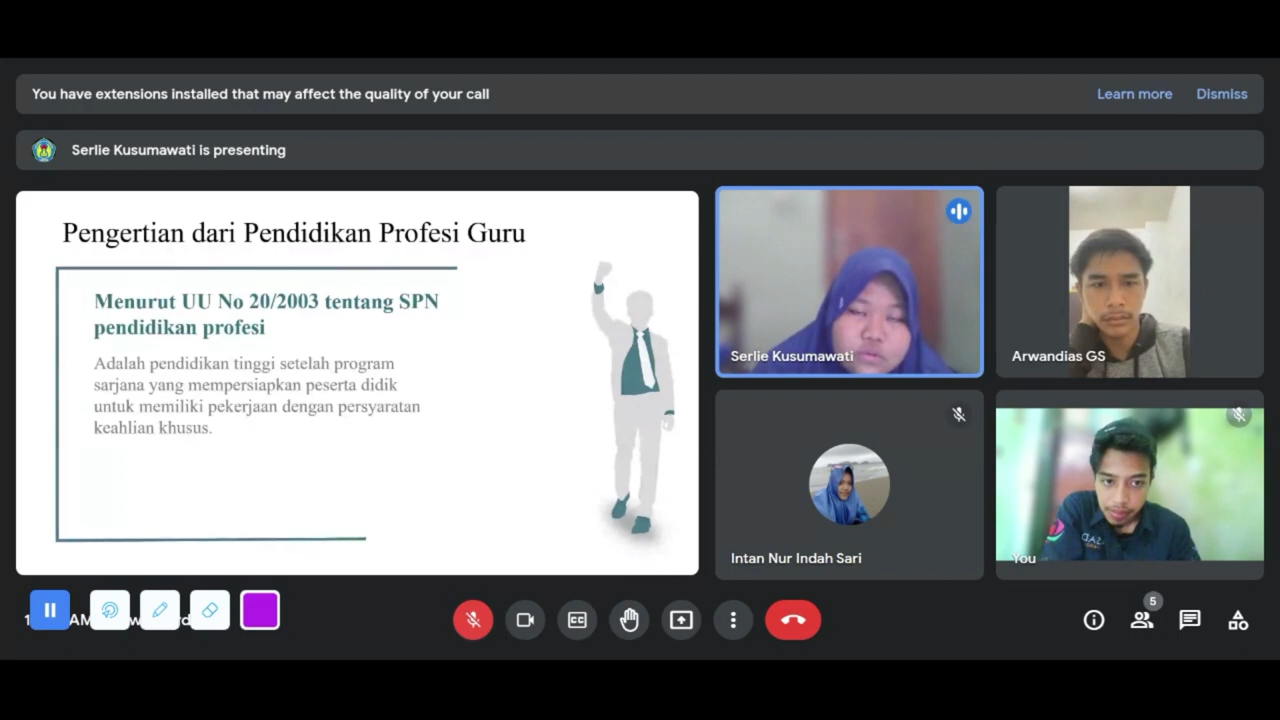 You have extensions installed that may affect the quality of your call
Learn more
Dismiss
Serlie Kusumawati is presenting
Pengertian dari Pendidikan Profesi Guru
Menurut UU No 20/2003 tentang SPN
pendidikan profesi
Adalah pendidikan tinggi setelah program
sarjana yang mempersiapkan peserta didik
untuk memiliki pekerjaan dengan persyaratan
keahlian khusus.
Serlie Kusumawati
Arwandias GS
Intan Nur Indah Sari
You
AM
CC
5